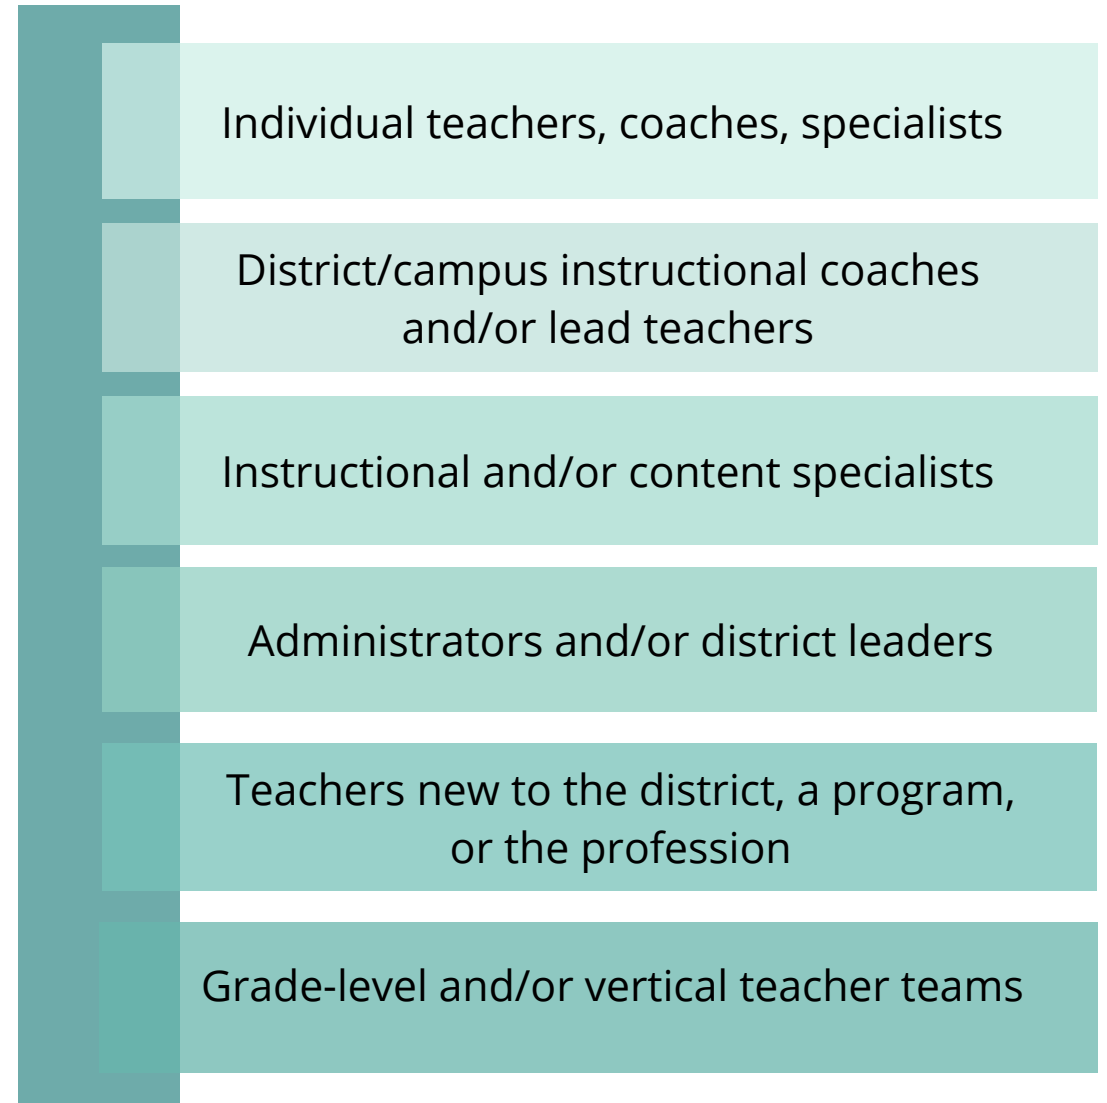 Individual teachers, coaches, specialists
District/campus instructional coaches
and/or lead teachers
Instructional and/or content specialists
Administrators and/or district leaders
Teachers new to the district, a program,
or the profession
Grade-level and/or vertical teacher teams